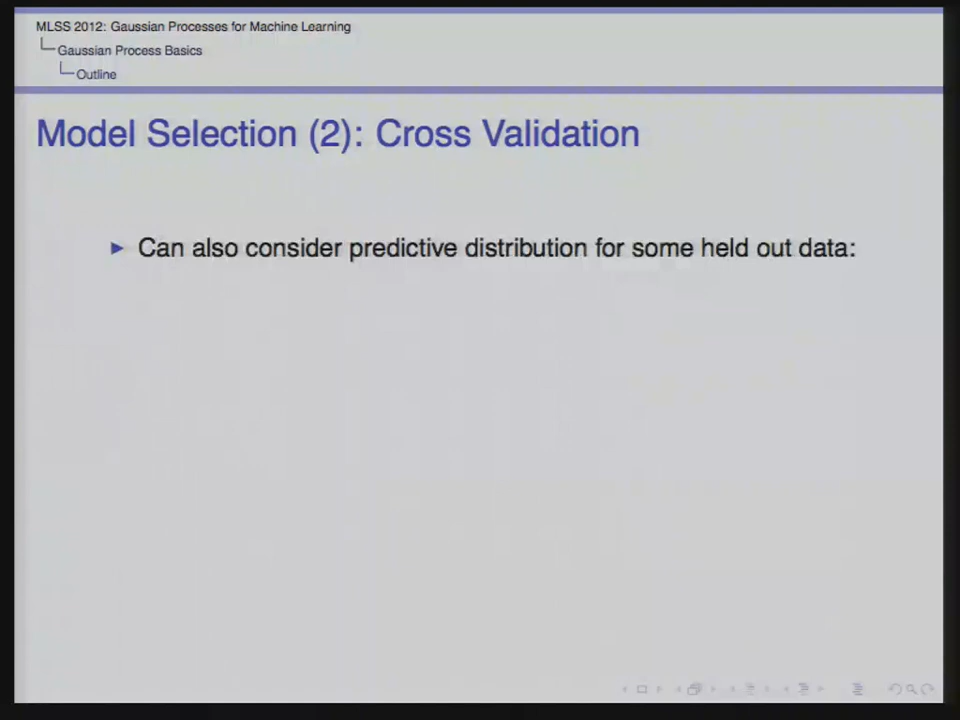 MLSS 2012: Gaussian Processes for Machine Learning
Gaussian Process Basics
Outline
Model Selection (2): Cross Validation
Can also consider predictive distribution for some held out data: